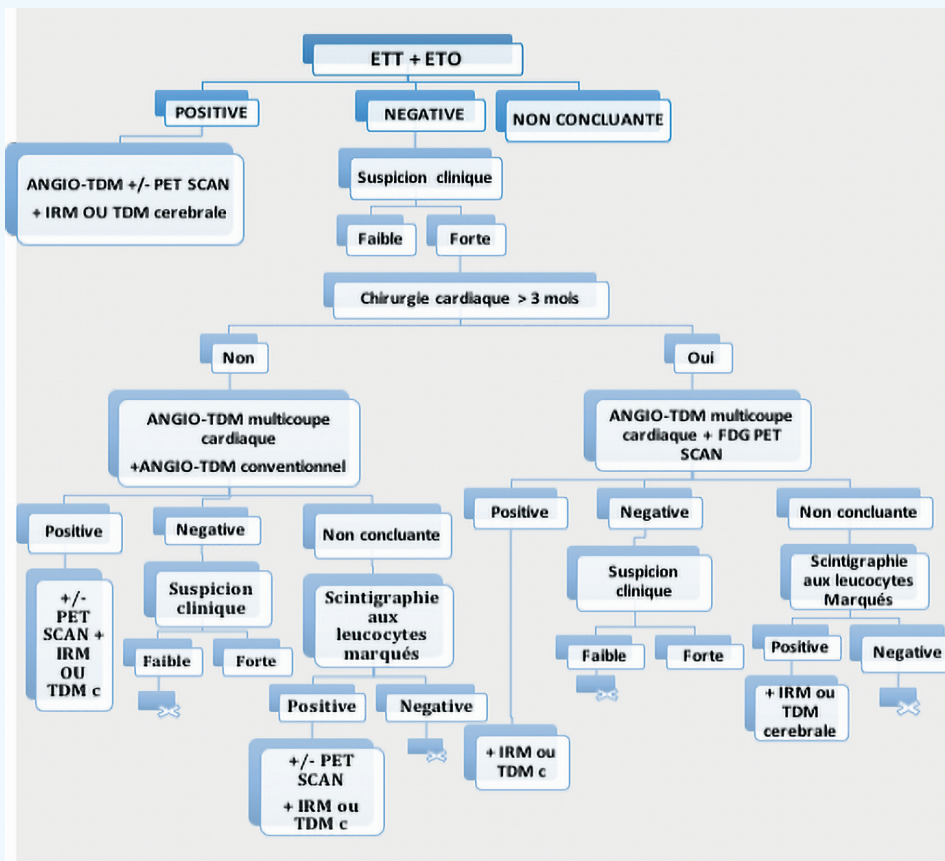 ETT + ETO
POSITIVE
NEGATIVE
NON CONCLUANTE
ANGIO-TDM +/- PET SCAN
+ IRM OU TDM cerebrale
Suspicion clinique
Faible
Forte
Chirurgie cardiaque > 3 mois
Non
Oui
ANGIO-TDM multicoupe
cardiaque
+ANGIO-TDM conventionnel
ANGIO-TDM multicoupe
cardiaque + FDG PET
SCAN
Positive
Negative
Non concluante
Positive
Negative
Non concluante
+/-
PET
SCAN +
IRM
OU
TDM c
Suspicion
clinique
Faible
Forte
Scintigraphie
aux
leucocytes
marqués
Positive
Negative
+/- PET
SCAN
+ IRM ou
TDM c
+ IRM ou
TDM c
Suspicion
clinique
Faible
Forte
Scintigraphie
aux leucocytes
Marqués
Positive
Negative
+ IRM ou
TDM
cerebrale